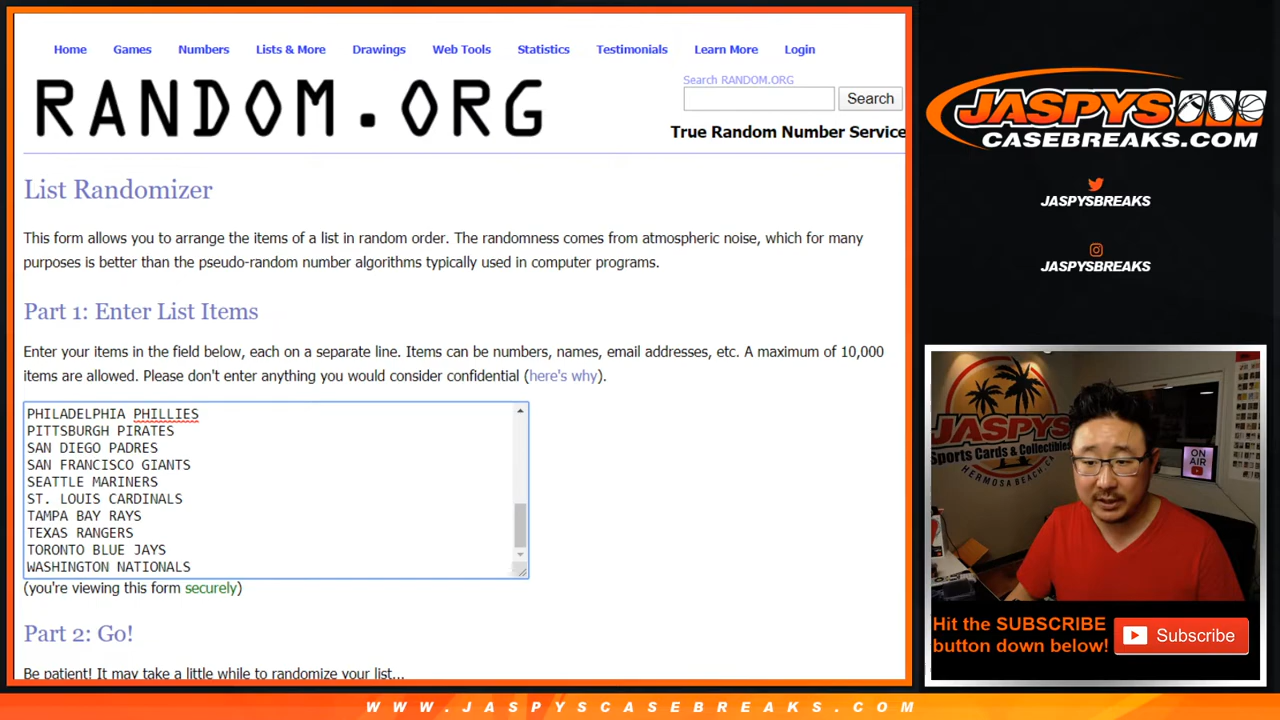 Home Games Numbers Lists & More Drawings Web Tools Statistics Testimonials Learn More Login
RANDOM.ORG
Search RANDOM.ORG
Search
True Random Number Service
List Randomizer
This form allows you to arrange the items of a list in random order. The randomness comes from atmospheric noise, which for many
purposes is better than the pseudo-random number algorithms typically used in computer programs.
Part 1: Enter List Items
Enter your items in the field below, each on a separate line. Items can be numbers, names, email addresses, etc. A maximum of 10,000
items are allowed. Please don't enter anything you would consider confidential (here's why).
PHILADELPHIA PHILLIES
PITTSBURGH PIRATES
SAN DIEGO PADRES
SAN FRANCISCO GIANTS
SEATTLE MARINERS
ST. LOUIS CARDINALS
TAMPA BAY RAYS
TEXAS RANGERS
TORONTO BLUE JAYS
WASHINGTON NATIONALS
(you're viewing this form securely)
Part 2: Go!
Be patient! It may take a little while to randomize your list...
JASPYS
CASEBREAKS.COM
JASPYSBREAKS
JASPYSBREAKS
JASPYS
Sports Cards & Collectibles
HERMOSA BEACH, CA
ON AIR
Hit the SUBSCRIBE
button down below!
Subscribe
WWW.JASPYSCASEBREAKS.COM